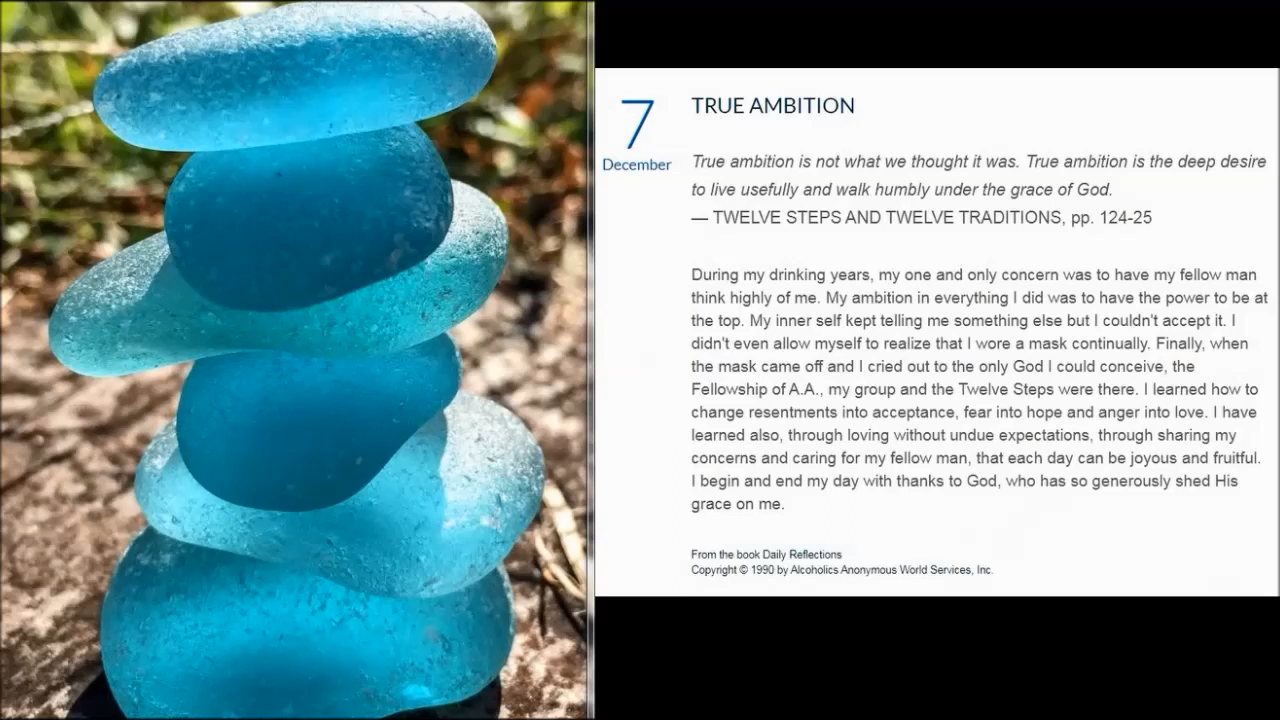 7
December
TRUE AMBITION
True ambition is not what we thought it was. True ambition is the deep desire
to live usefully and walk humbly under the grace of God.
— TWELVE STEPS AND TWELVE TRADITIONS, pp. 124-25
During my drinking years, my one and only concern was to have my fellow man
think highly of me. My ambition in everything I did was to have the power to be at
the top. My inner self kept telling me something else but I couldn't accept it. I
didn't even allow myself to realize that I wore a mask continually. Finally, when
the mask came off and I cried out to the only God I could conceive, the
Fellowship of A.A., my group and the Twelve Steps were there. I learned how to
change resentments into acceptance, fear into hope and anger into love. I have
learned also, through loving without undue expectations, through sharing my
concerns and caring for my fellow man, that each day can be joyous and fruitful.
I begin and end my day with thanks to God, who has so generously shed His
grace on me.
From the book Daily Reflections
Copyright © 1990 by Alcoholics Anonymous World Services, Inc.